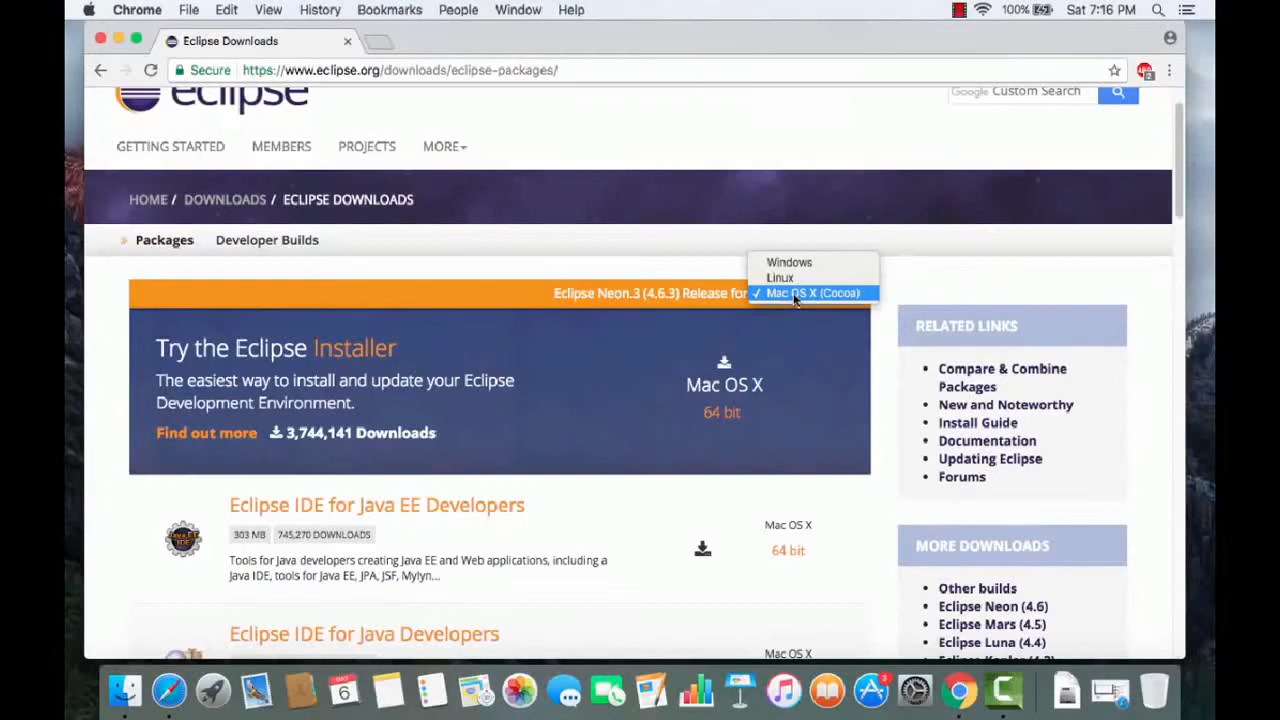 Chrome File Edit View History Bookmarks People Window Help 100% Sat 7:16 PM
Eclipse Downloads
Secure https://www.eclipse.org/downloads/eclipse-packages/
eclipse
Google Custom Search
GETTING STARTED MEMBERS PROJECTS MORE
HOME / DOWNLOADS / ECLIPSE DOWNLOADS
Packages Developer Builds
Windows
Linux
Eclipse Neon.3 (4.6.3) Release for ✓ Mac OS X (Cocoa)
Try the Eclipse Installer
The easiest way to install and update your Eclipse
Development Environment.
Find out more 3,744,141 Downloads
Mac OS X
64 bit
Eclipse IDE for Java EE Developers
303 MB 745,270 DOWNLOADS
Tools for Java developers creating Java EE and Web applications, including a
Java IDE, tools for Java EE, JPA, JSF, Mylyn...
Mac OS X
64 bit
Eclipse IDE for Java Developers
Mac OS X
RELATED LINKS
Compare & Combine
Packages
New and Noteworthy
Install Guide
Documentation
Updating Eclipse
Forums
MORE DOWNLOADS
Other builds
Eclipse Neon (4.6)
Eclipse Mars (4.5)
Eclipse Luna (4.4)
MAY
6
3